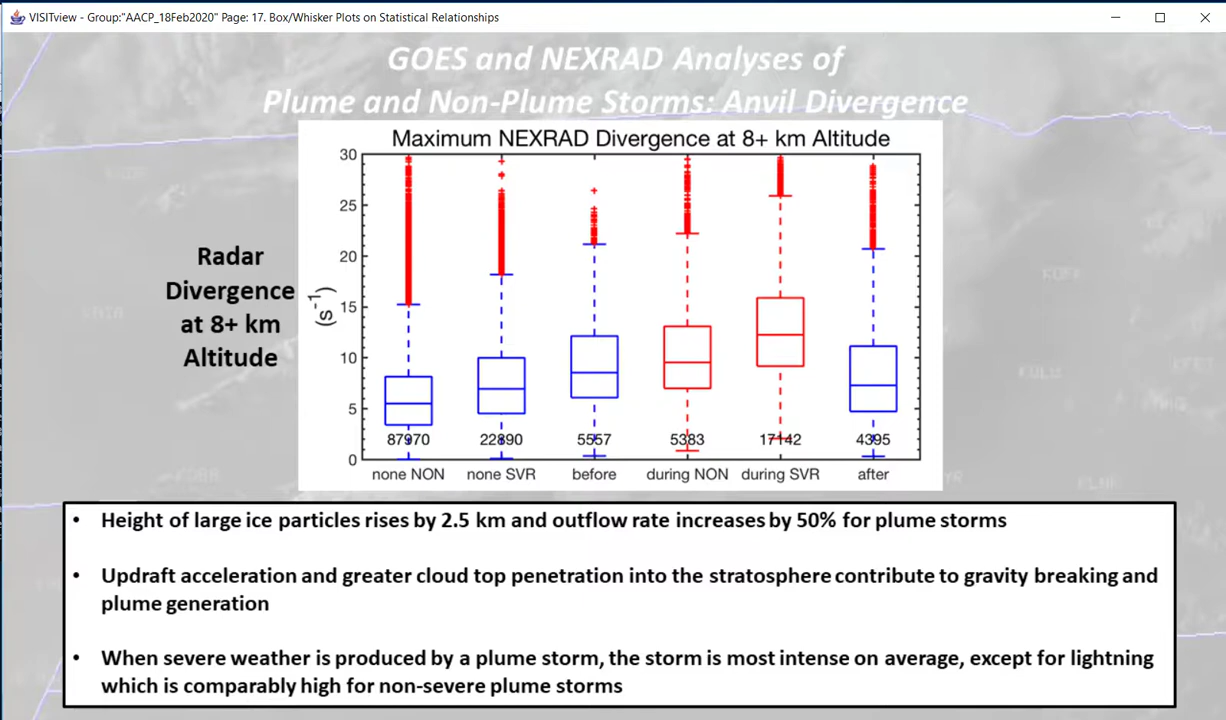 VISITview - Group:"AACP_18Feb2020" Page: 17. Box/Whisker Plots on Statistical Relationships
GOES and NEXRAD Analyses of
Plume and Non-Plume Storms: Anvil Divergence
Maximum NEXRAD Divergence at 8+ km Altitude
Radar
Divergence
at 8+ km
Altitude
(s⁻¹)
30
25
20
15
10
5
0
87970 22890 5557 5383 17142 4395
none NON none SVR before during NON during SVR after
• Height of large ice particles rises by 2.5 km and outflow rate increases by 50% for plume storms
• Updraft acceleration and greater cloud top penetration into the stratosphere contribute to gravity breaking and
plume generation
• When severe weather is produced by a plume storm, the storm is most intense on average, except for lightning
which is comparably high for non-severe plume storms